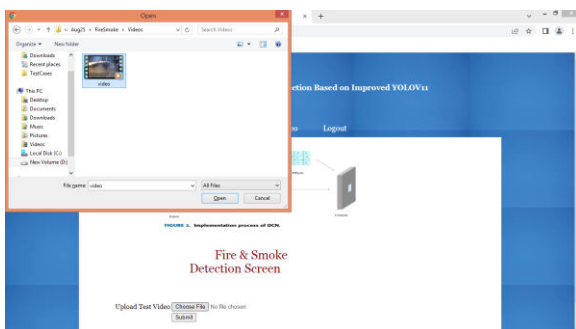 Open
Aug25 ▸ FireSmoke ▸ Videos
Search Videos
Organize
New folder
Downloads
Recent places
TestCases
This PC
Desktop
Documents
Downloads
Music
Pictures
Videos
Local Disk (C:)
New Volume (D:)
video
File name: video
All Files
Open
Cancel
ction Based on Improved YOLOV11
Logout
FIGURE 2. Implementation process of DCN.
Fire & Smoke
Detection Screen
Upload Test Video Choose File No file chosen
Submit